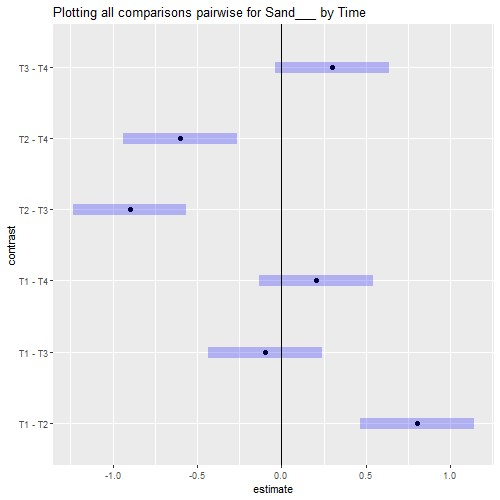 Plotting all comparisons pairwise for Sand___ by Time
T3 - T4
T2 - T4
T2 - T3
T1 - T4
T1 - T3
T1 - T2
contrast
-1.0 -0.5 0.0 0.5 1.0
estimate